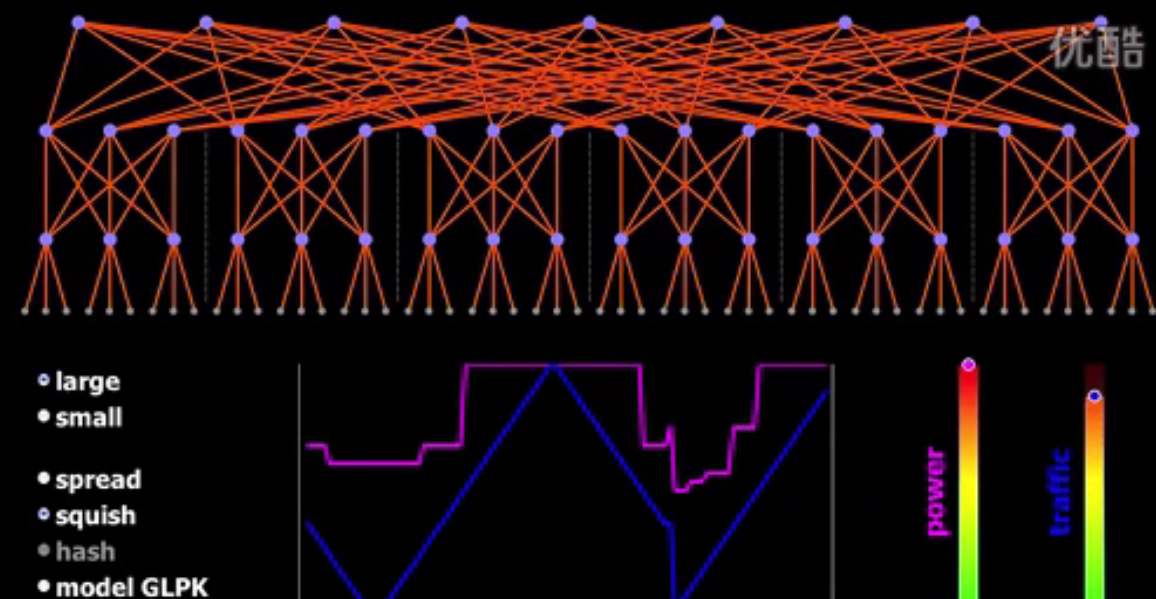 优酷
large
small
spread
squish
hash
model GLPK
power
traffic